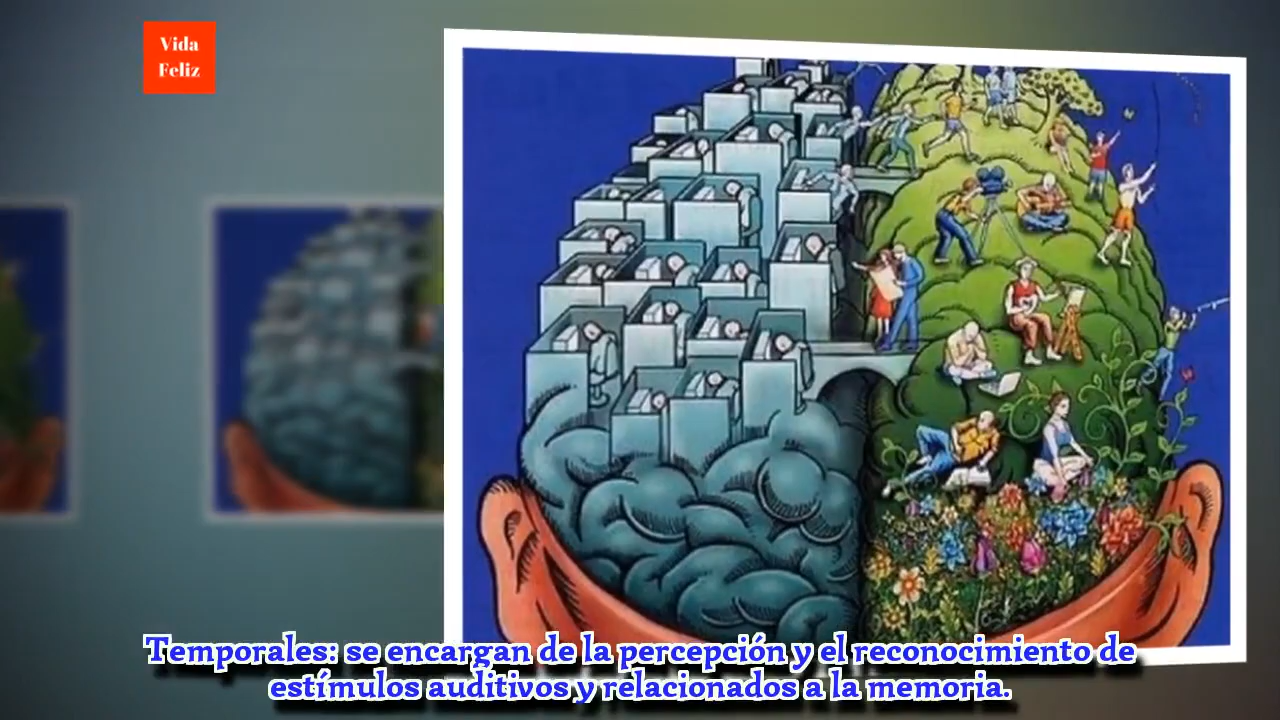 Vida
Feliz
Temporales: se encargan de la percepción y el reconocimiento de
estímulos auditivos y relacionados a la memoria.